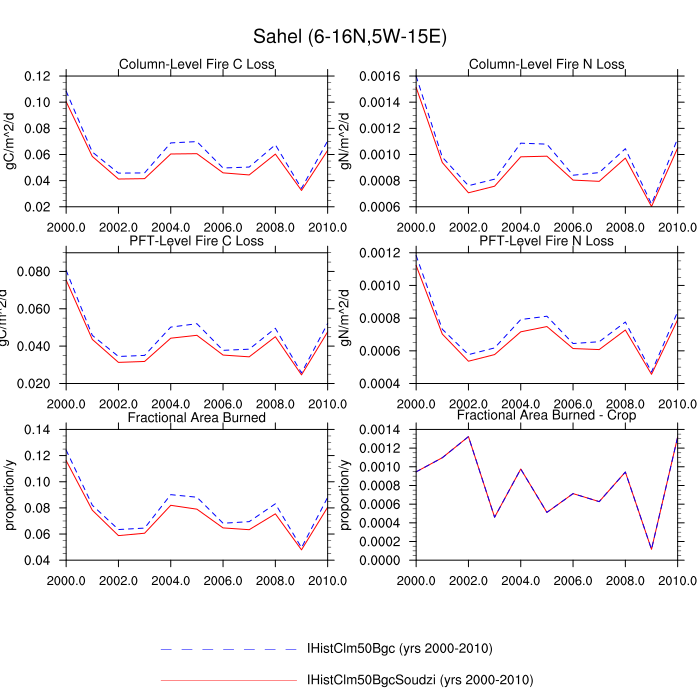 Sahel (6-16N,5W-15E)
Column-Level Fire C Loss
Column-Level Fire N Loss
gC/m^2/d
0.12
0.10
0.08
0.06
0.04
0.02
2000.0 2002.0 2004.0 2006.0 2008.0 2010.0
gN/m^2/d
0.0016
0.0014
0.0012
0.0010
0.0008
0.0006
2000.0 2002.0 2004.0 2006.0 2008.0 2010.0
PFT-Level Fire C Loss
PFT-Level Fire N Loss
gC/m^2/d
0.080
0.060
0.040
0.020
2000.0 2002.0 2004.0 2006.0 2008.0 2010.0
gN/m^2/d
0.0012
0.0010
0.0008
0.0006
0.0004
2000.0 2002.0 2004.0 2006.0 2008.0 2010.0
Fractional Area Burned
Fractional Area Burned - Crop
proportion/y
0.14
0.12
0.10
0.08
0.06
0.04
2000.0 2002.0 2004.0 2006.0 2008.0 2010.0
proportion/y
0.0014
0.0012
0.0010
0.0008
0.0006
0.0004
0.0002
0.0000
2000.0 2002.0 2004.0 2006.0 2008.0 2010.0
IHistClm50Bgc (yrs 2000-2010)
IHistClm50BgcSoudzi (yrs 2000-2010)